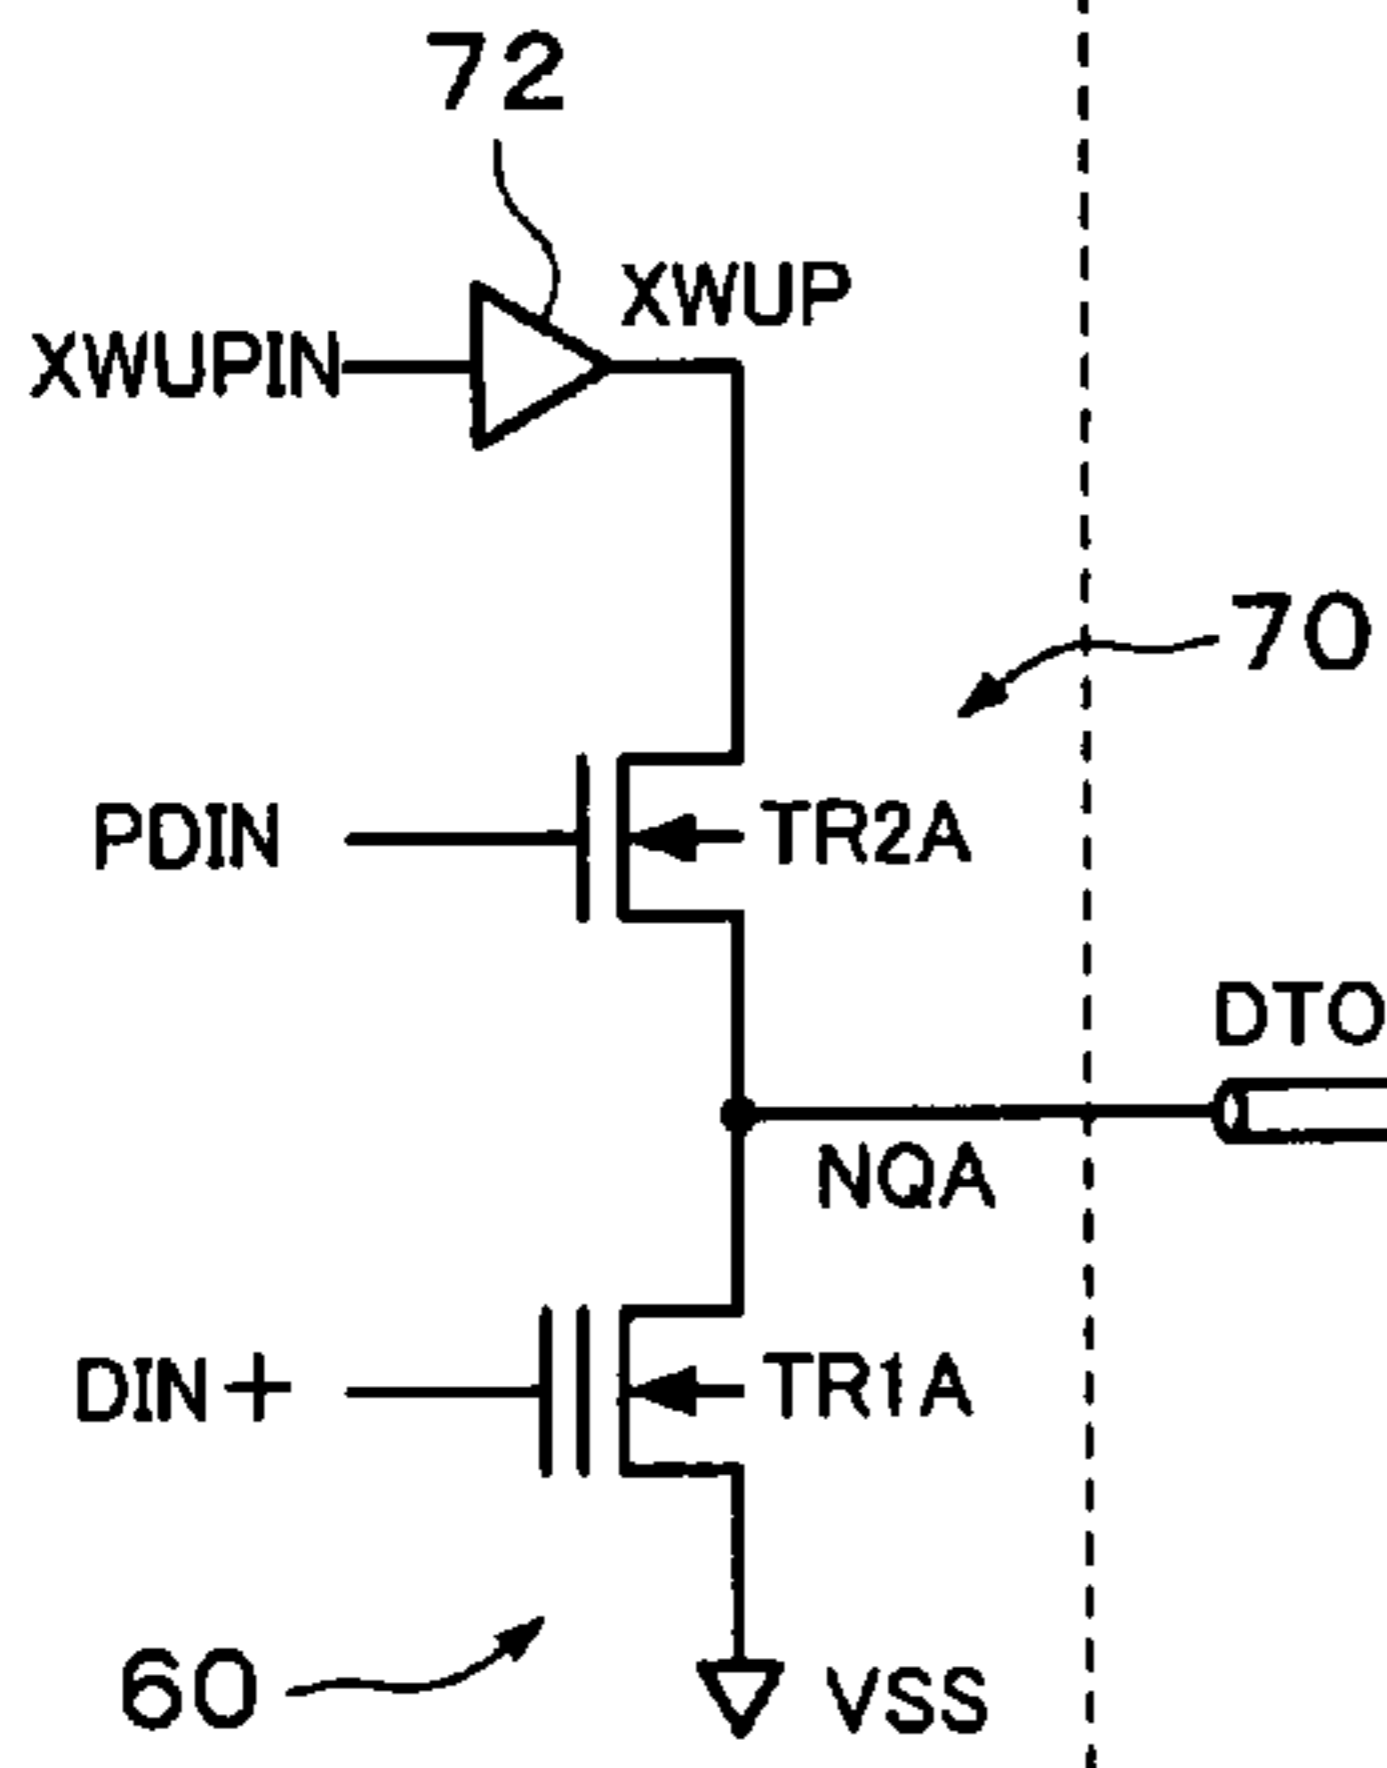 72
XWUP
XWUPIN
70
PDIN
TR2A
DTO
NQA
DIN+
TR1A
60
VSS